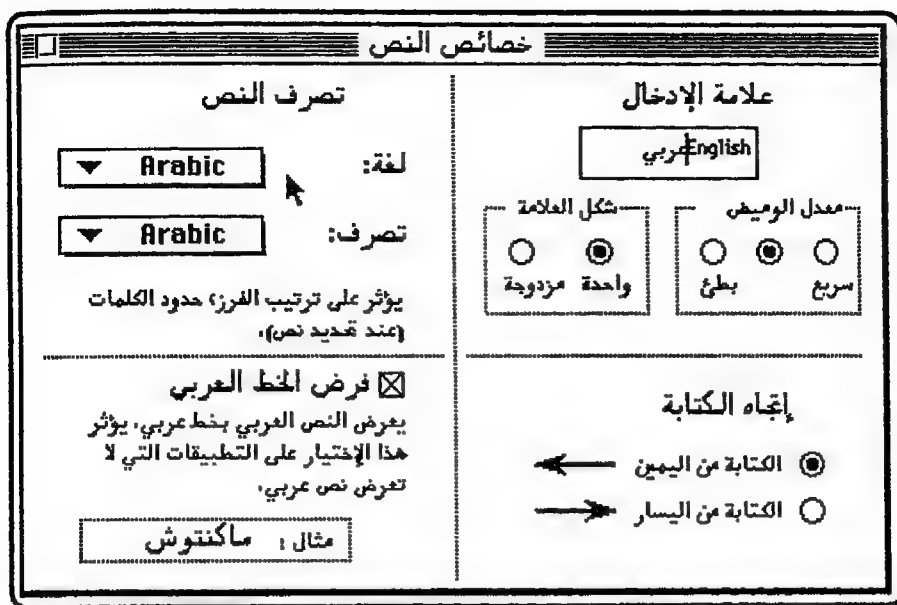 خصائص النص
علامة الإدخال
Englishعربي
معدل الوميض
سريع
بطئ
شكل العلامة
واحدة
مزدوجة
تصرف النص
لغة:
Arabic
تصرف:
Arabic
يؤثر على ترتيب الفرز، حدود الكلمات
(عند تحديد نص).
إتجاه الكتابة
الكتابة من اليمين
الكتابة من اليسار
فرض الخط العربي
يعرض النص العربي بخط عربي. يؤثر
هذا الإختيار على التطبيقات التي لا
تعرض نص عربي.
مثال : ماكنتوش